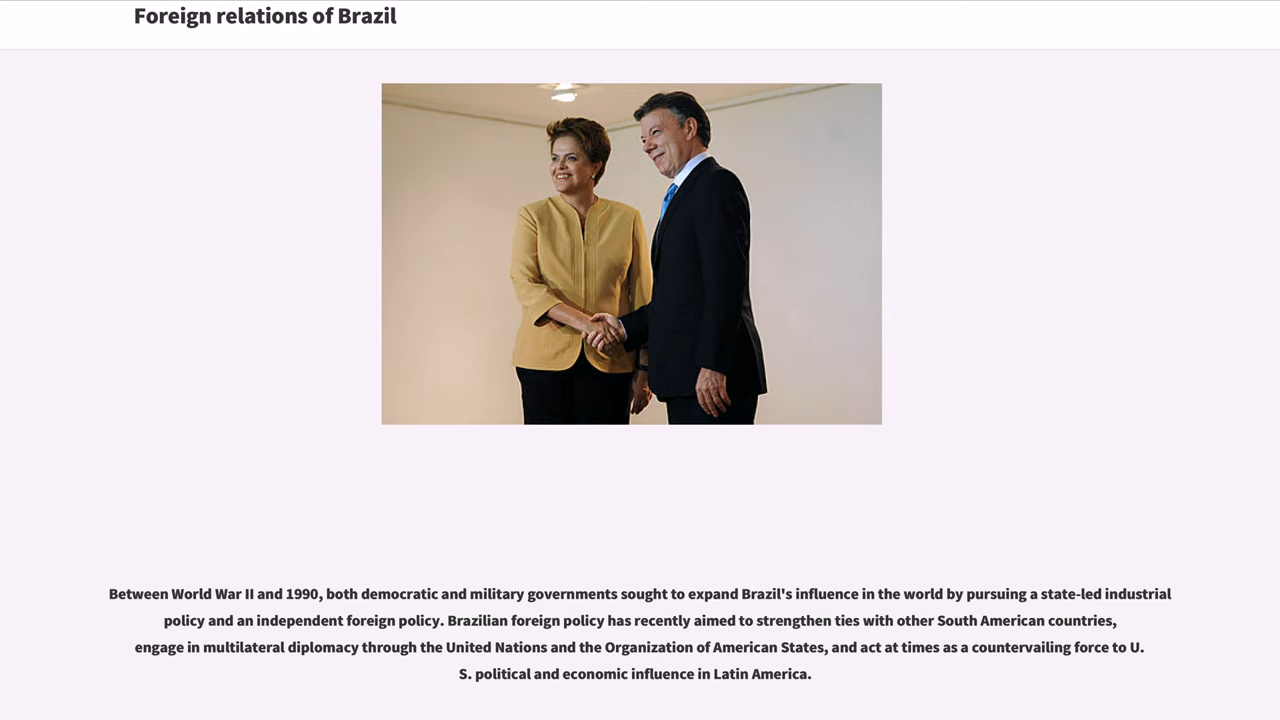 Foreign relations of Brazil
Between World War II and 1990, both democratic and military governments sought to expand Brazil's influence in the world by pursuing a state-led industrial
policy and an independent foreign policy. Brazilian foreign policy has recently aimed to strengthen ties with other South American countries,
engage in multilateral diplomacy through the United Nations and the Organization of American States, and act at times as a countervailing force to U.
S. political and economic influence in Latin America.